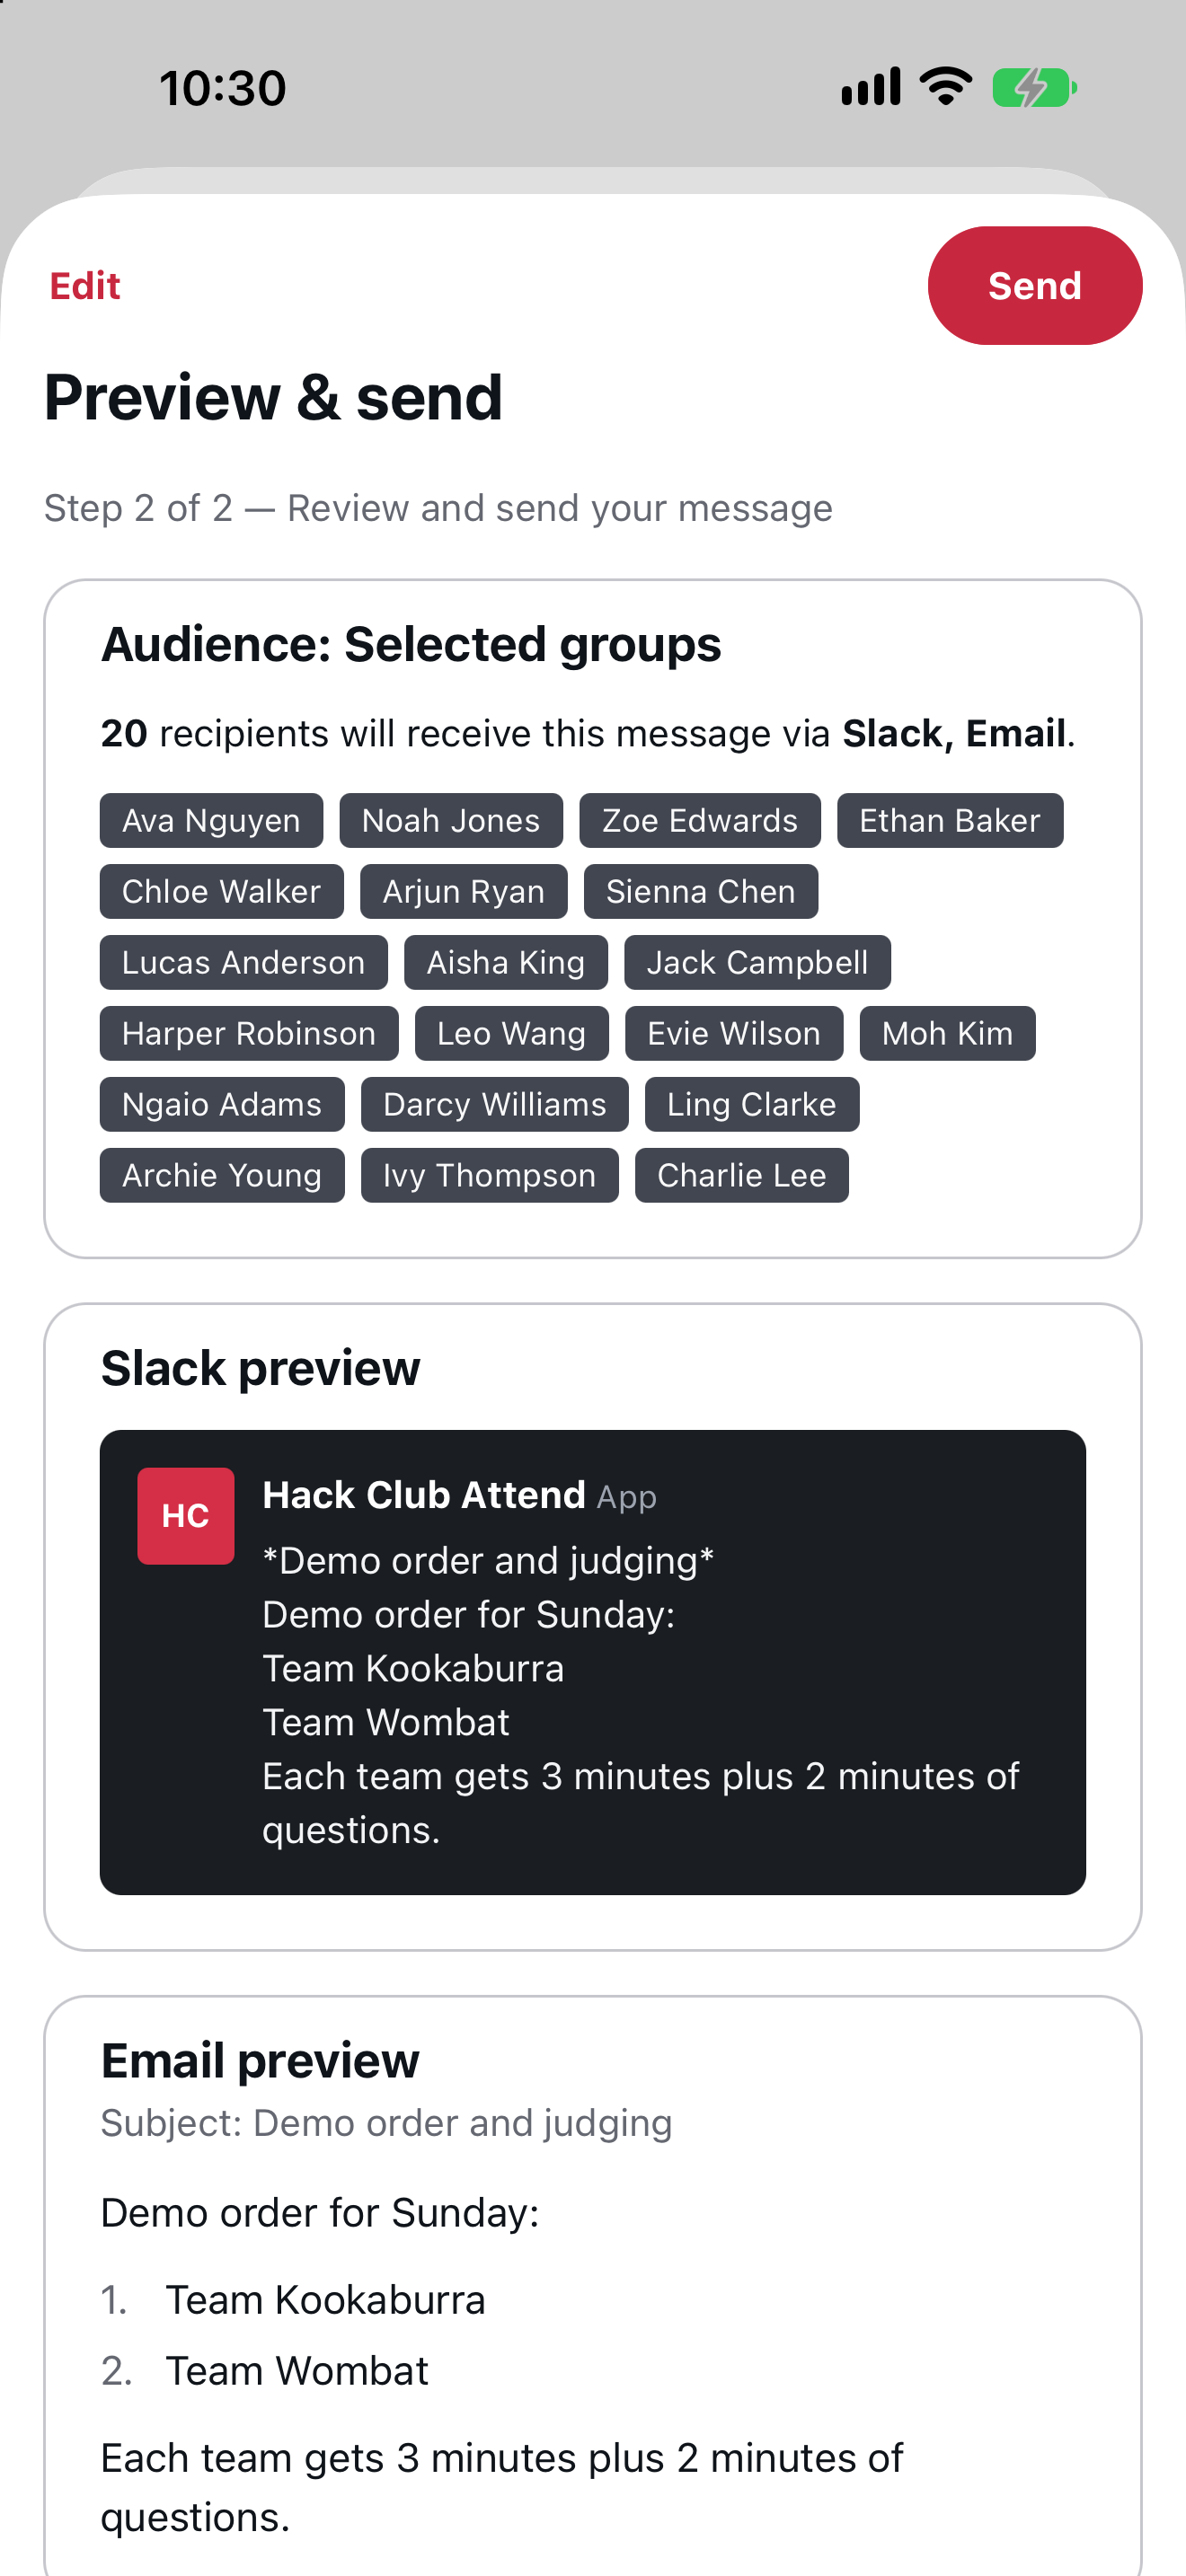 10:30
Edit
Send
Preview & send
Step 2 of 2 — Review and send your message
Audience: Selected groups
20 recipients will receive this message via Slack, Email.
Ava Nguyen Noah Jones Zoe Edwards Ethan Baker
Chloe Walker Arjun Ryan Sienna Chen
Lucas Anderson Aisha King Jack Campbell
Harper Robinson Leo Wang Evie Wilson Moh Kim
Ngaio Adams Darcy Williams Ling Clarke
Archie Young Ivy Thompson Charlie Lee
Slack preview
HC
Hack Club Attend App
*Demo order and judging*
Demo order for Sunday:
Team Kookaburra
Team Wombat
Each team gets 3 minutes plus 2 minutes of
questions.
Email preview
Subject: Demo order and judging
Demo order for Sunday:
1. Team Kookaburra
2. Team Wombat
Each team gets 3 minutes plus 2 minutes of
questions.